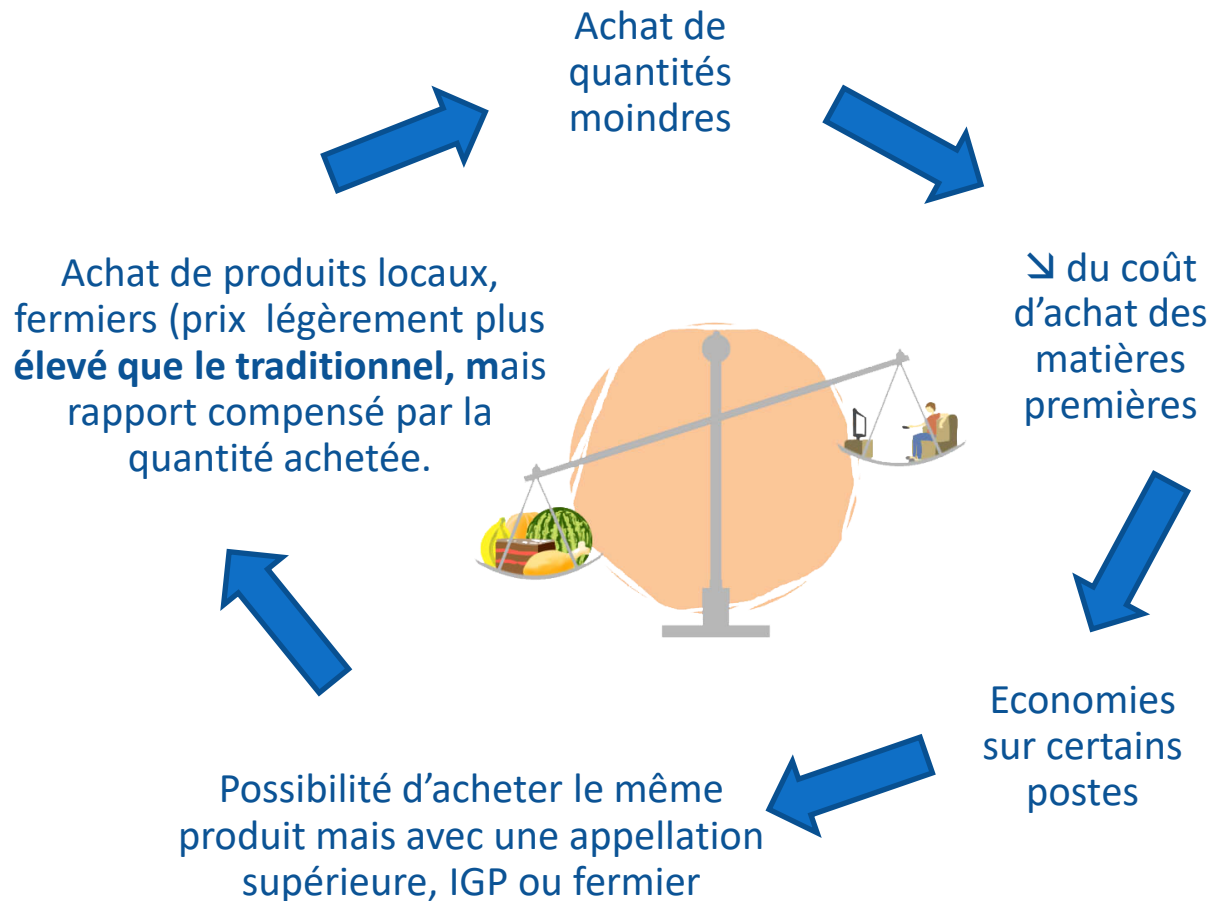 Achat de
quantités
moindres
↘ du coût
d’achat des
matières
premières
Economies
sur certains
postes
Possibilité d’acheter le même
produit mais avec une appellation
supérieure, IGP ou fermier
Achat de produits locaux,
fermiers (prix  légèrement plus
élevé que le traditionnel, mais
rapport compensé par la
quantité achetée.